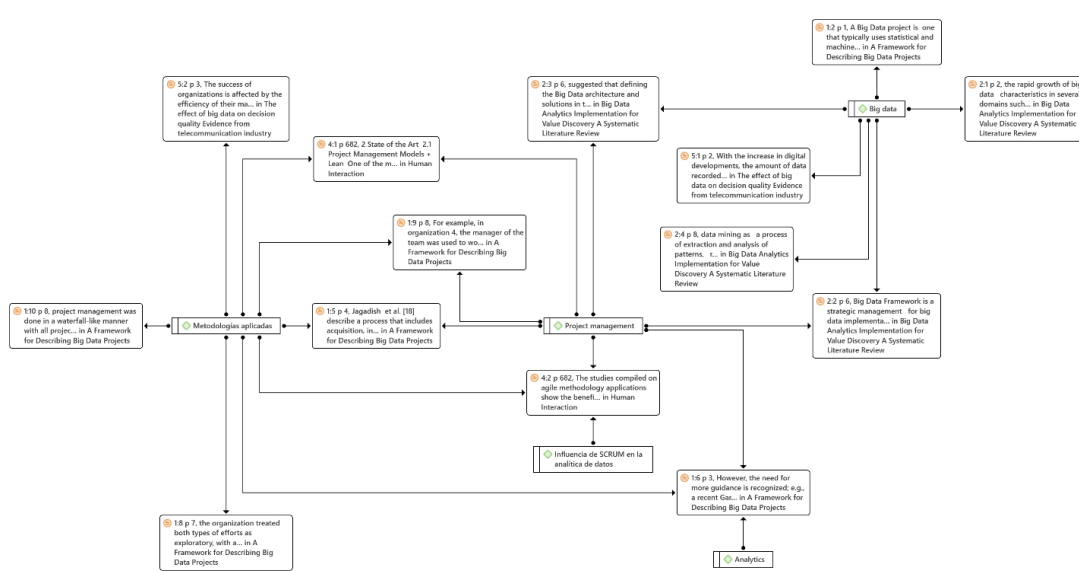 1:2 p 1, A Big Data project is one
that typically uses statistical and
machine... in A Framework for
Describing Big Data Projects
5:2 p 3, The success of
organizations is affected by the
efficiency of their ma... in The
effect of big data on decision
quality Evidence from
telecommunication industry
2:3 p 6, suggested that defining
the Big Data architecture and
solutions in t... in Big Data
Analytics Implementation for
Value Discovery A Systematic
Literature Review
Big data
2:1 p 2, the rapid growth of big
data characteristics in several
domains such... in Big Data
Analytics Implementation for
Value Discovery A Systematic
Literature Review
4:1 p 682, 2 State of the Art 2.1
Project Management Models +
Lean One of the m... in Human
Interaction
5:1 p 2, With the increase in digital
developments, the amount of data
recorded... in The effect of big
data on decision quality Evidence
from telecommunication industry
1:9 p 8, For example, in
organization 4, the manager of the
team was used to wo... in A
Framework for Describing Big
Data Projects
2:4 p 8, data mining as a process
of extraction and analysis of
patterns, r... in Big Data Analytics
Implementation for Value
Discovery A Systematic Literature
Review
1:10 p 8, project management was
done in a waterfall-like manner
with all projec... in A Framework
for Describing Big Data Projects
Metodologías aplicadas
1:5 p 4, Jagadish et al. [18]
describe a process that includes
acquisition, in... in A Framework
for Describing Big Data Projects
Project management
2:2 p 6, Big Data Framework is a
strategic management for big
data implementa... in Big Data
Analytics Implementation for
Value Discovery A Systematic
Literature Review
4:2 p 682, The studies compiled on
agile methodology applications
show the benefi... in Human
Interaction
Influencia de SCRUM en la
analítica de datos
1:6 p 3, However, the need for
more guidance is recognized; e.g.,
a recent Gar... in A Framework for
Describing Big Data Projects
1:8 p 7, the organization treated
both types of efforts as
exploratory, with a... in A
Framework for Describing Big
Data Projects
Analytics